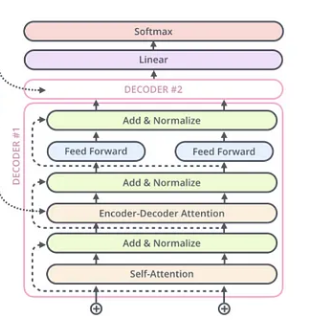 Softmax
Linear
DECODER #2
DECODER #1
Add & Normalize
Feed Forward
Feed Forward
Add & Normalize
Encoder-Decoder Attention
Add & Normalize
Self-Attention